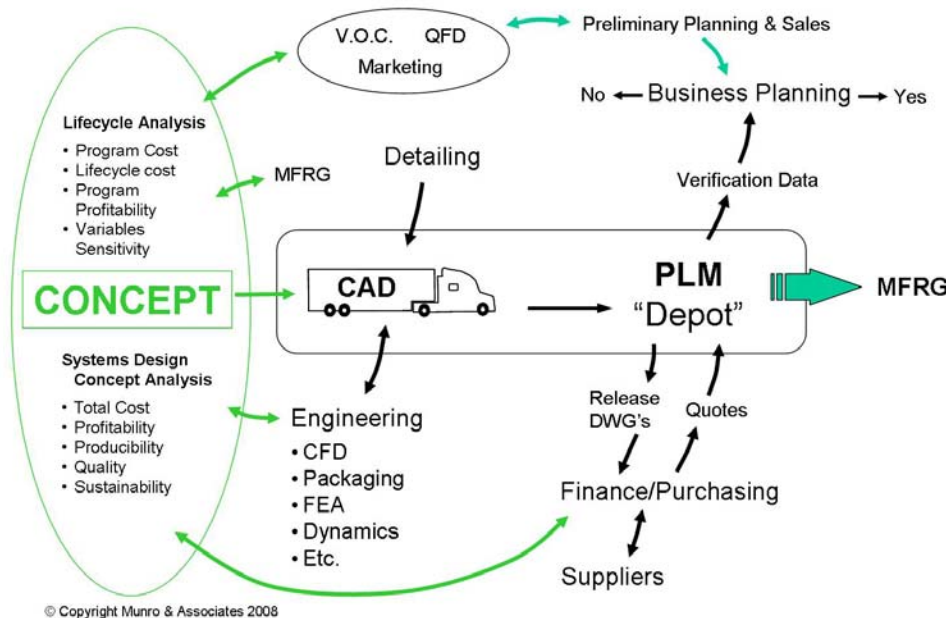 V.O.C. QFD
Marketing
Preliminary Planning & Sales
No
Business Planning
Yes
Lifecycle Analysis
• Program Cost
• Lifecycle cost
• Program
Profitability
• Variables
Sensitivity
MFRG
Detailing
Verification Data
CONCEPT
CAD
PLM
“Depot”
MFRG
Systems Design
Concept Analysis
• Total Cost
• Profitability
• Producibility
• Quality
• Sustainability
Engineering
• CFD
• Packaging
• FEA
• Dynamics
• Etc.
Release
DWG's
Quotes
Finance/Purchasing
Suppliers
© Copyright Munro & Associates 2008